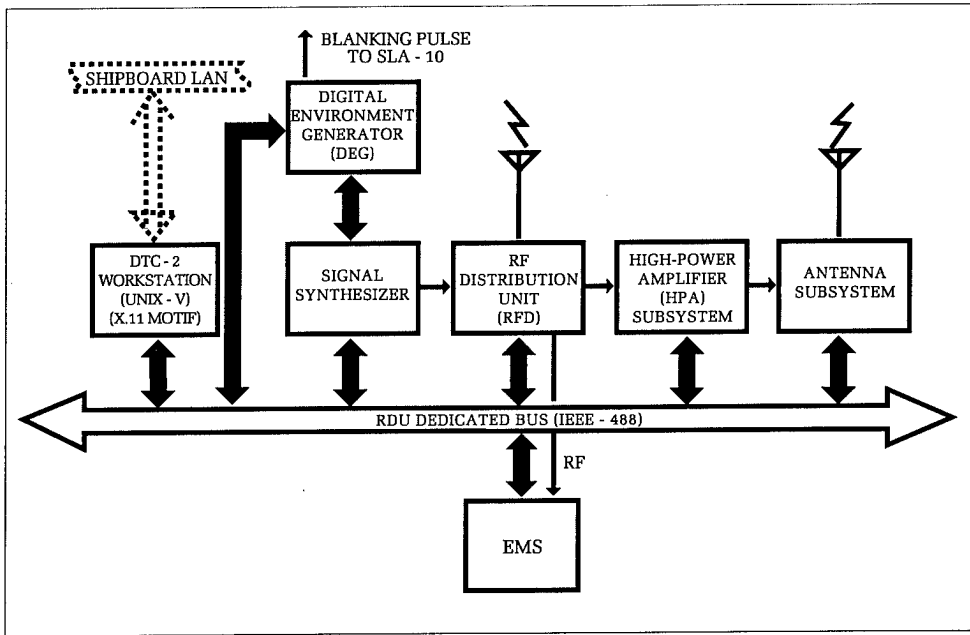 BLANKING PULSE
TO SLA - 10
SHIPBOARD LAN
DIGITAL
ENVIRONMENT
GENERATOR
(DEG)
DTC - 2
WORKSTATION
(UNIX - V)
(X.11 MOTIF)
SIGNAL
SYNTHESIZER
RF
DISTRIBUTION
UNIT
(RFD)
HIGH-POWER
AMPLIFIER
(HPA)
SUBSYSTEM
ANTENNA
SUBSYSTEM
RDU DEDICATED BUS (IEEE - 488)
RF
EMS